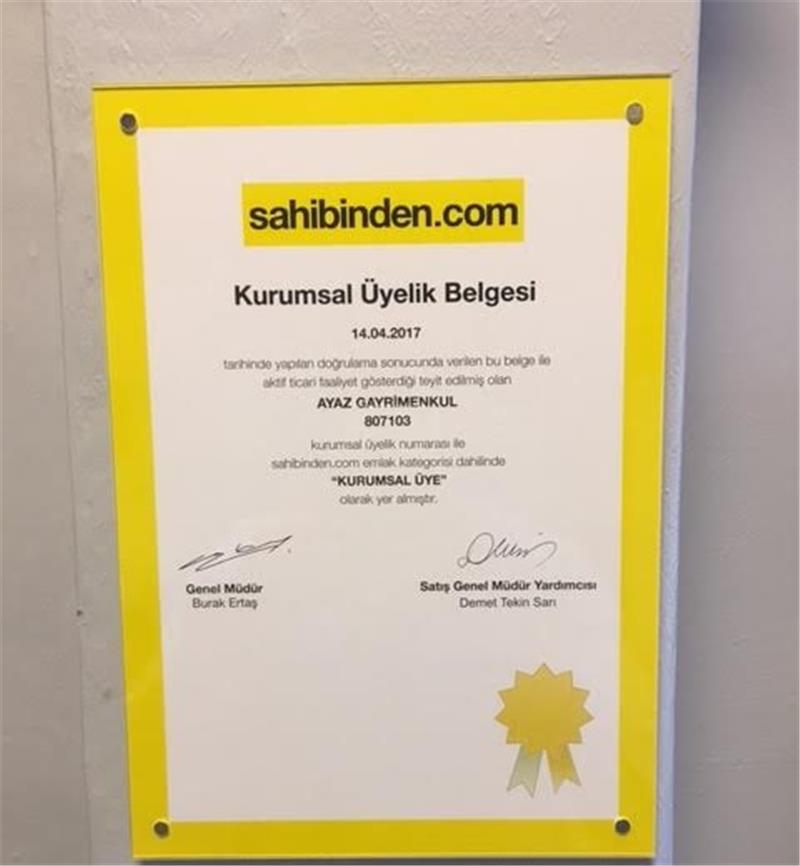 sahibinden.com
Kurumsal Üyelik Belgesi
14.04.2017
tarihinde yapılan doğrulama sonucunda verilen bu belge ile
aktif ticari faaliyet gösterdiği teyit edilmiş olan
AYAZ GAYRİMENKUL
807103
kurumsal üyelik numarası ile
sahibinden.com emlak kategorisi dahilinde
“KURUMSAL ÜYE”
olarak yer almıştır.
Genel Müdür
Burak Ertaş
Satış Genel Müdür Yardımcısı
Demet Tekin Sarı